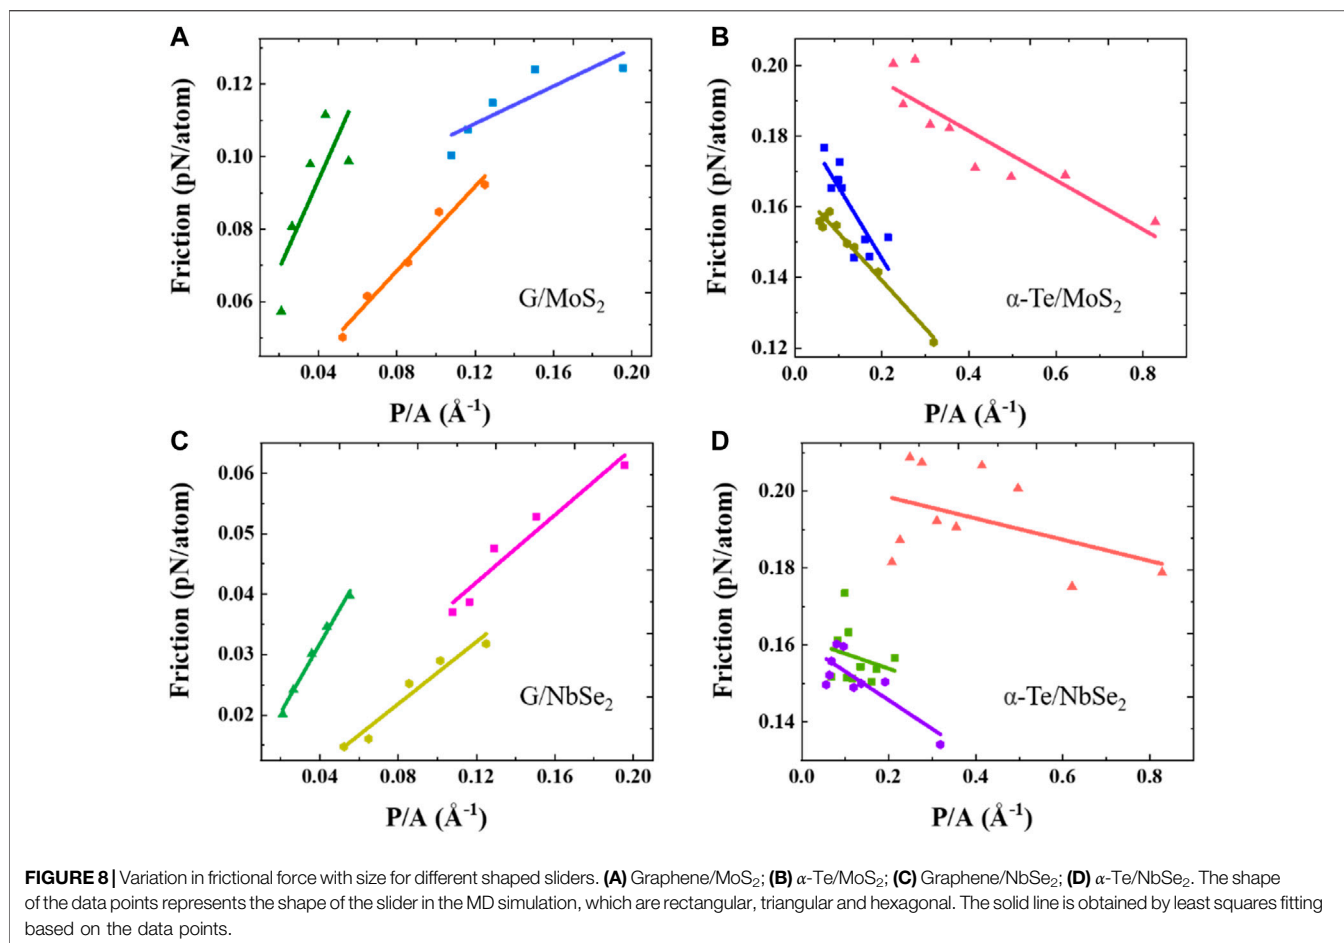 A
Friction (pN/atom)
0.12
0.10
0.08
0.06
G/MoS2
0.04 0.08 0.12 0.16 0.20
P/A (Å-1)
B
Friction (pN/atom)
0.20
0.18
0.16
0.14
0.12
α-Te/MoS2
0.0 0.2 0.4 0.6 0.8
P/A (Å-1)
C
Friction (pN/atom)
0.06
0.05
0.04
0.03
0.02
G/NbSe2
0.04 0.08 0.12 0.16 0.20
P/A (Å-1)
D
Friction (pN/atom)
0.20
0.18
0.16
0.14
α-Te/NbSe2
0.0 0.2 0.4 0.6 0.8
P/A (Å-1)
FIGURE 8 | Variation in frictional force with size for different shaped sliders. (A) Graphene/MoS2; (B) α-Te/MoS2; (C) Graphene/NbSe2; (D) α-Te/NbSe2. The shape
of the data points represents the shape of the slider in the MD simulation, which are rectangular, triangular and hexagonal. The solid line is obtained by least squares fitting
based on the data points.